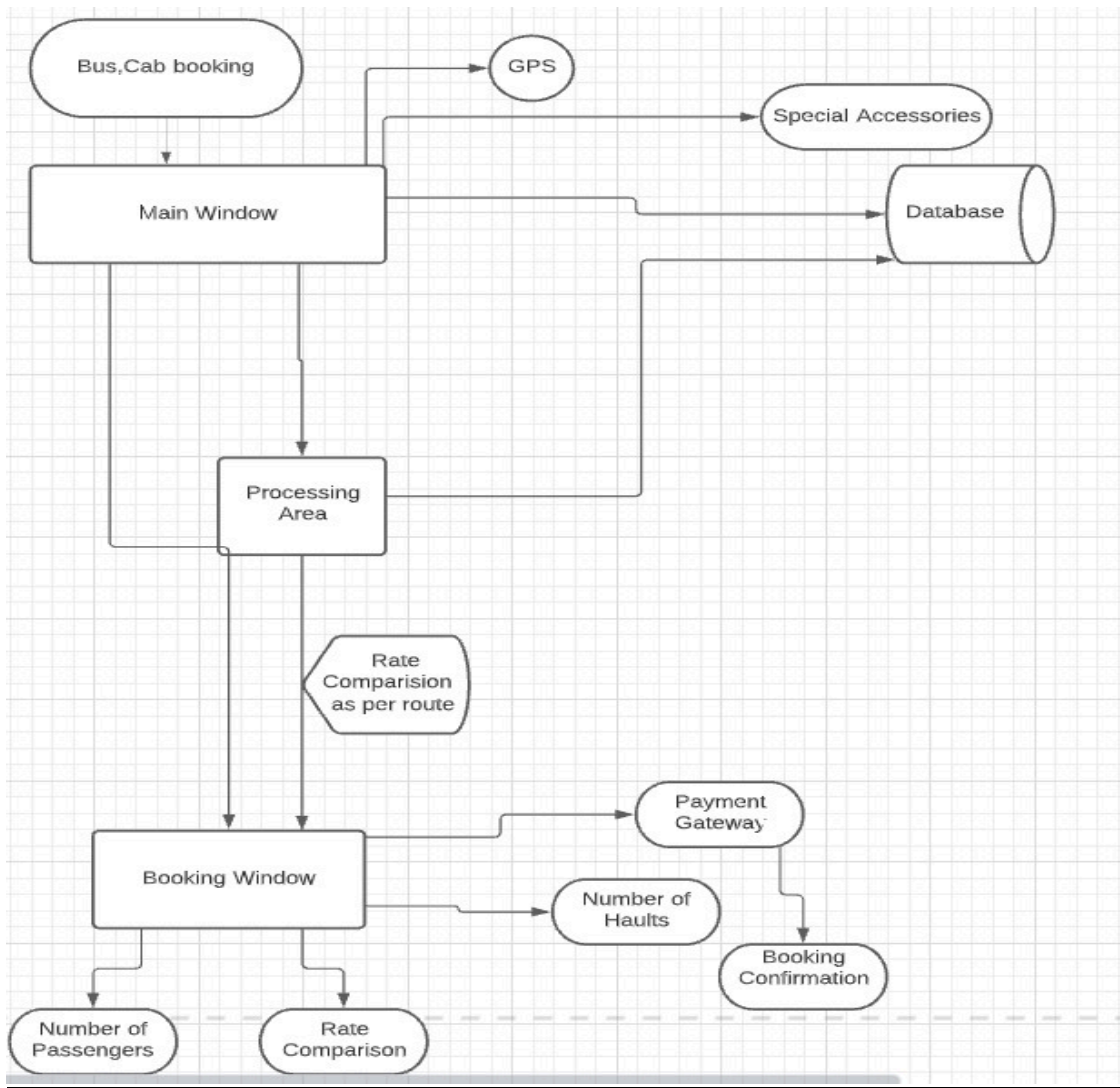 Bus,Cab booking
GPS
Special Accessories
Main Window
Database
Processing
Area
Rate
Comparision
as per route
Payment
Gateway
Booking Window
Number of
Haults
Booking
Confirmation
Number of
Passengers
Rate
Comparison